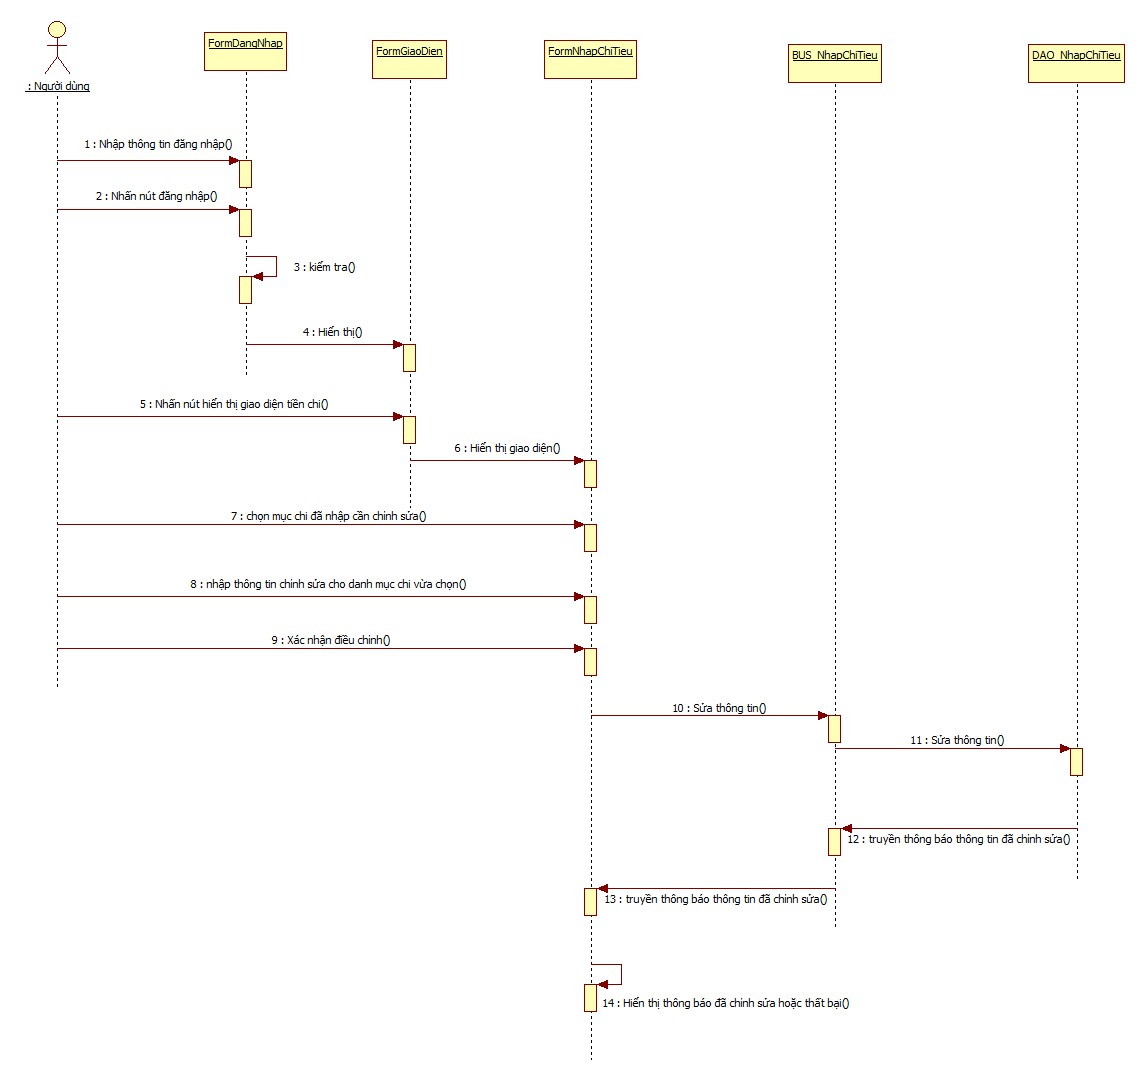 : Người dùng
FormDangNhap
FormGiaoDien
FormNhapChiTieu
BUS_NhapChiTieu
DAO_NhapChiTieu
1 : Nhập thông tin đăng nhập()
2 : Nhấn nút đăng nhập()
3 : kiểm tra()
4 : Hiển thị()
5 : Nhấn nút hiển thị giao diện tiền chi()
6 : Hiển thị giao diện()
7 : chọn mục chi đã nhập cần chỉnh sửa()
8 : nhập thông tin chỉnh sửa cho danh mục chi vừa chọn()
9 : Xác nhận điều chỉnh()
10 : Sửa thông tin()
11 : Sửa thông tin()
12 : truyền thông báo thông tin đã chỉnh sửa()
13 : truyền thông báo thông tin đã chỉnh sửa()
14 : Hiển thị thông báo đã chỉnh sửa hoặc thất bại()